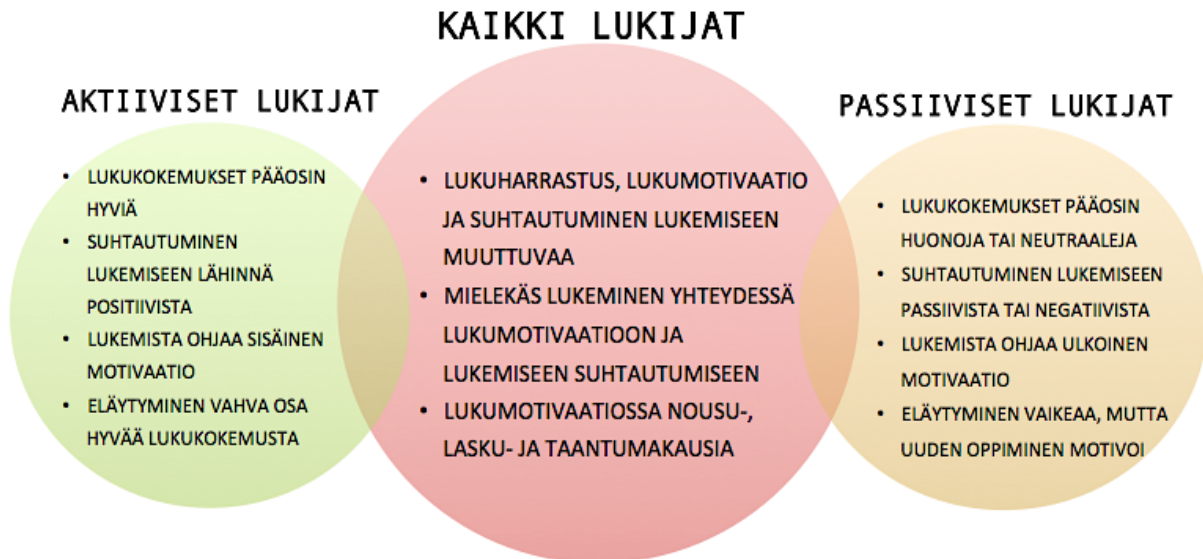 KAIKKI LUKIJAT
AKTIIVISET LUKIJAT
• LUKUKOKEMUKSET PÄÄOSIN
HYVIÄ
• SUHTAUTUMINEN
LUKEMISEEN LÄHINNÄ
POSITIIVISTA
• LUKEMISTA OHJAA SISÄINEN
MOTIVAATIO
• ELÄYTYMINEN VAHVA OSA
HYVÄÄ LUKUKOKEMUSTA
• LUKUHARRASTUS, LUKUMOTIVAATIO
JA SUHTAUTUMINEN LUKEMISEEN
MUUTTUVAA
• MIELEKÄS LUKEMINEN YHTEYDESSÄ
LUKUMOTIVAATIOON JA
LUKEMISEEN SUHTAUTUMISEEN
• LUKUMOTIVAATIOSSA NOUSU-,
LASKU- JA TAANTUMAKAUSIA
PASSIIVISET LUKIJAT
• LUKUKOKEMUKSET PÄÄOSIN
HUONOJA TAI NEUTRAALEJA
• SUHTAUTUMINEN LUKEMISEEN
PASSIIVISTA TAI NEGATIIVISTA
• LUKEMISTA OHJAA ULKOINEN
MOTIVAATIO
• ELÄYTYMINEN VAIKEAA, MUTTA
UUDEN OPPIMINEN MOTIVOI